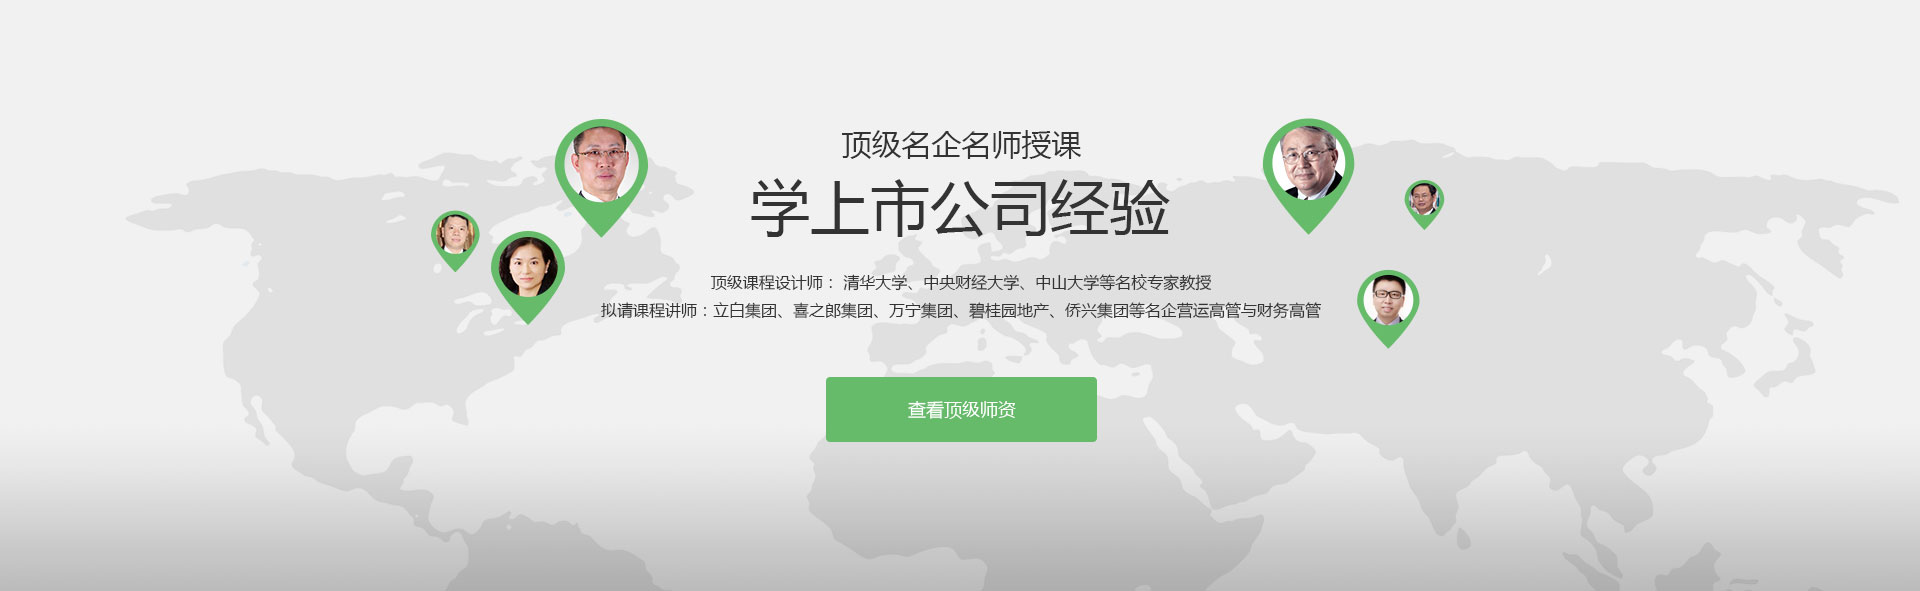 顶级名企名师授课
学上市公司经验
顶级课程设计师： 清华大学、中央财经大学、中山大学等名校专家教授
拟请课程讲师：立白集团、喜之郎集团、万宁集团、碧桂园地产、侨兴集团等名企营运高管与财务高管
查看顶级师资